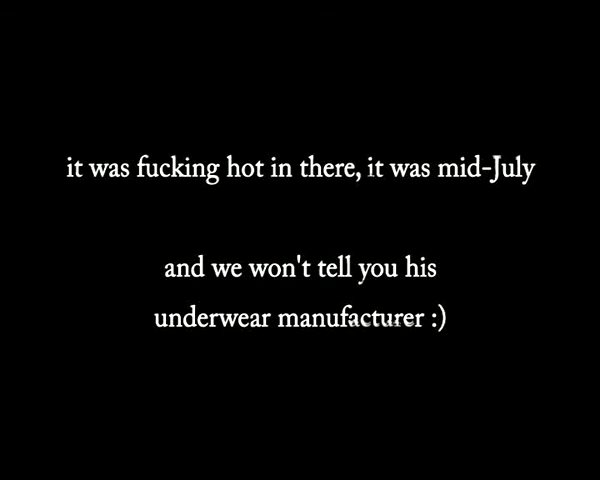 it was fucking hot in there, it was mid-July
and we won't tell you his
underwear manufacturer :)